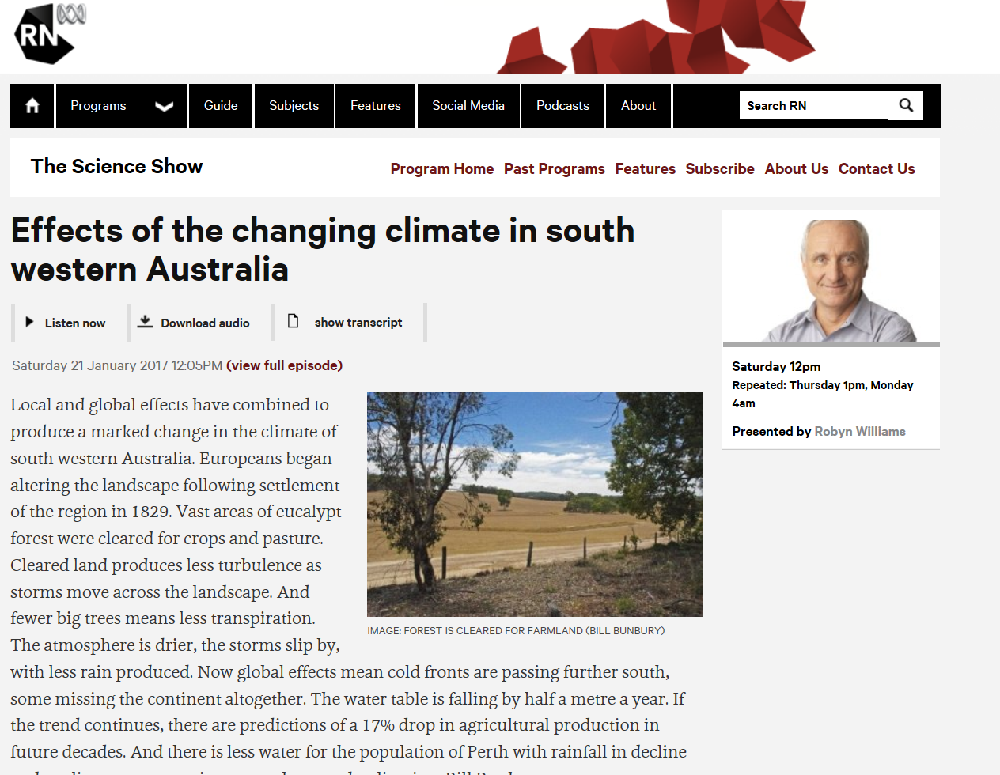 RN
Programs
Guide
Subjects
Features
Social Media
Podcasts
About
Search RN
The Science Show
Program Home
Past Programs
Features
Subscribe
About Us
Contact Us
Effects of the changing climate in south
western Australia
Listen now
Download audio
show transcript
Saturday 21 January 2017 12:05PM (view full episode)
Local and global effects have combined to
produce a marked change in the climate of
south western Australia. Europeans began
altering the landscape following settlement
of the region in 1829. Vast areas of eucalypt
forest were cleared for crops and pasture.
Cleared land produces less turbulence as
storms move across the landscape. And
fewer big trees means less transpiration.
The atmosphere is drier, the storms slip by,
with less rain produced. Now global effects mean cold fronts are passing further south,
some missing the continent altogether. The water table is falling by half a metre a year. If
the trend continues, there are predictions of a 17% drop in agricultural production in
future decades. And there is less water for the population of Perth with rainfall in decline
IMAGE: FOREST IS CLEARED FOR FARMLAND (BILL BUNBURY)
Saturday 12pm
Repeated: Thursday 1pm, Monday
4am
Presented by Robyn Williams